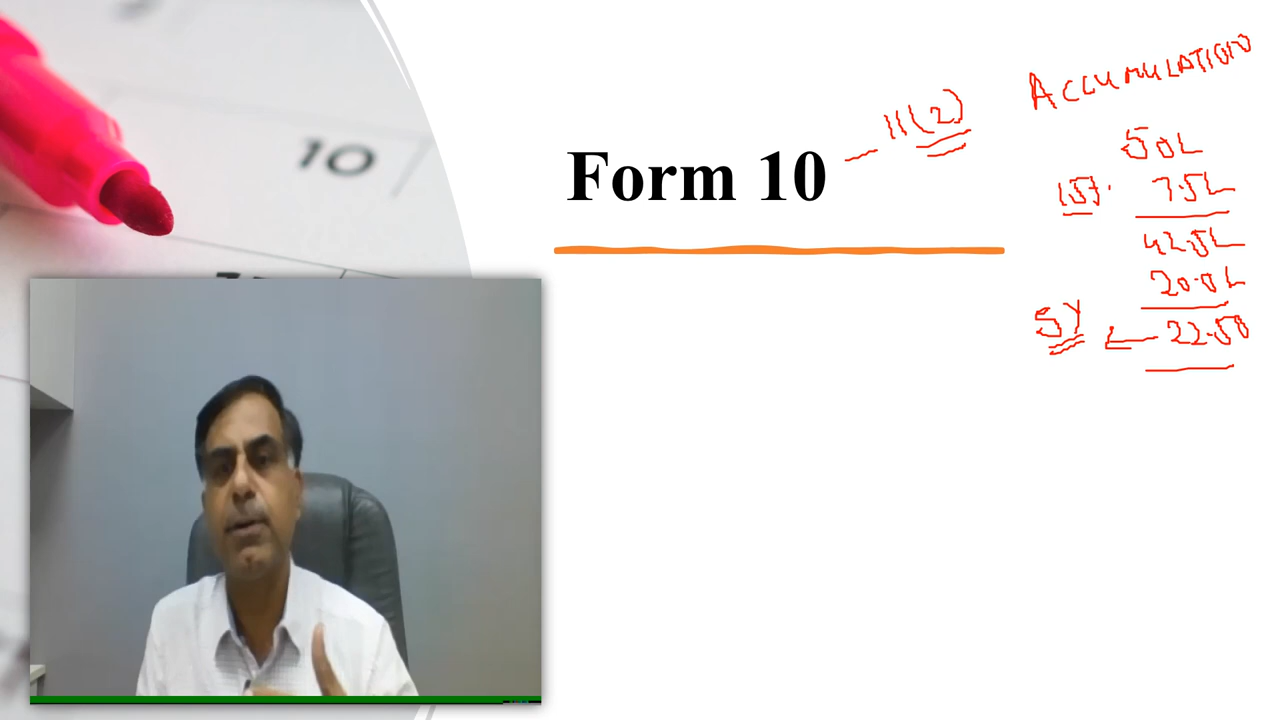 10
Form 10
11(2)
ACCUMULATION
50L
15%. 7.5L
42.5L
20.0L
5Y 22.50